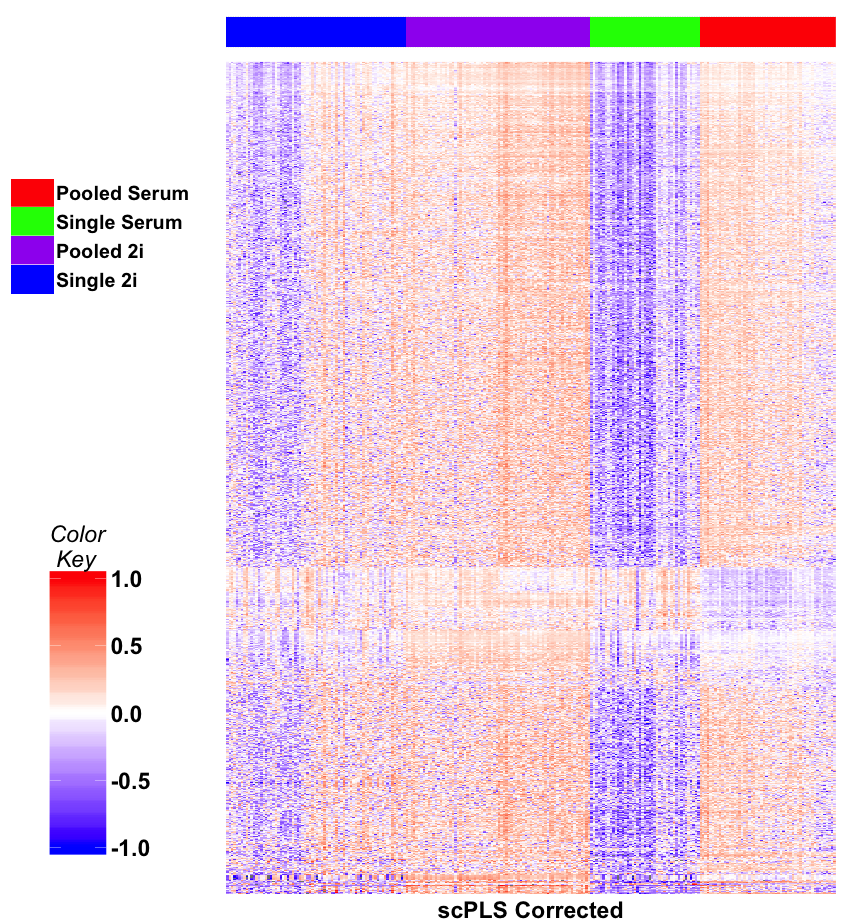 Pooled Serum
Single Serum
Pooled 2i
Single 2i
Color
Key
1.0
0.5
0.0
-0.5
-1.0
scPLS Corrected